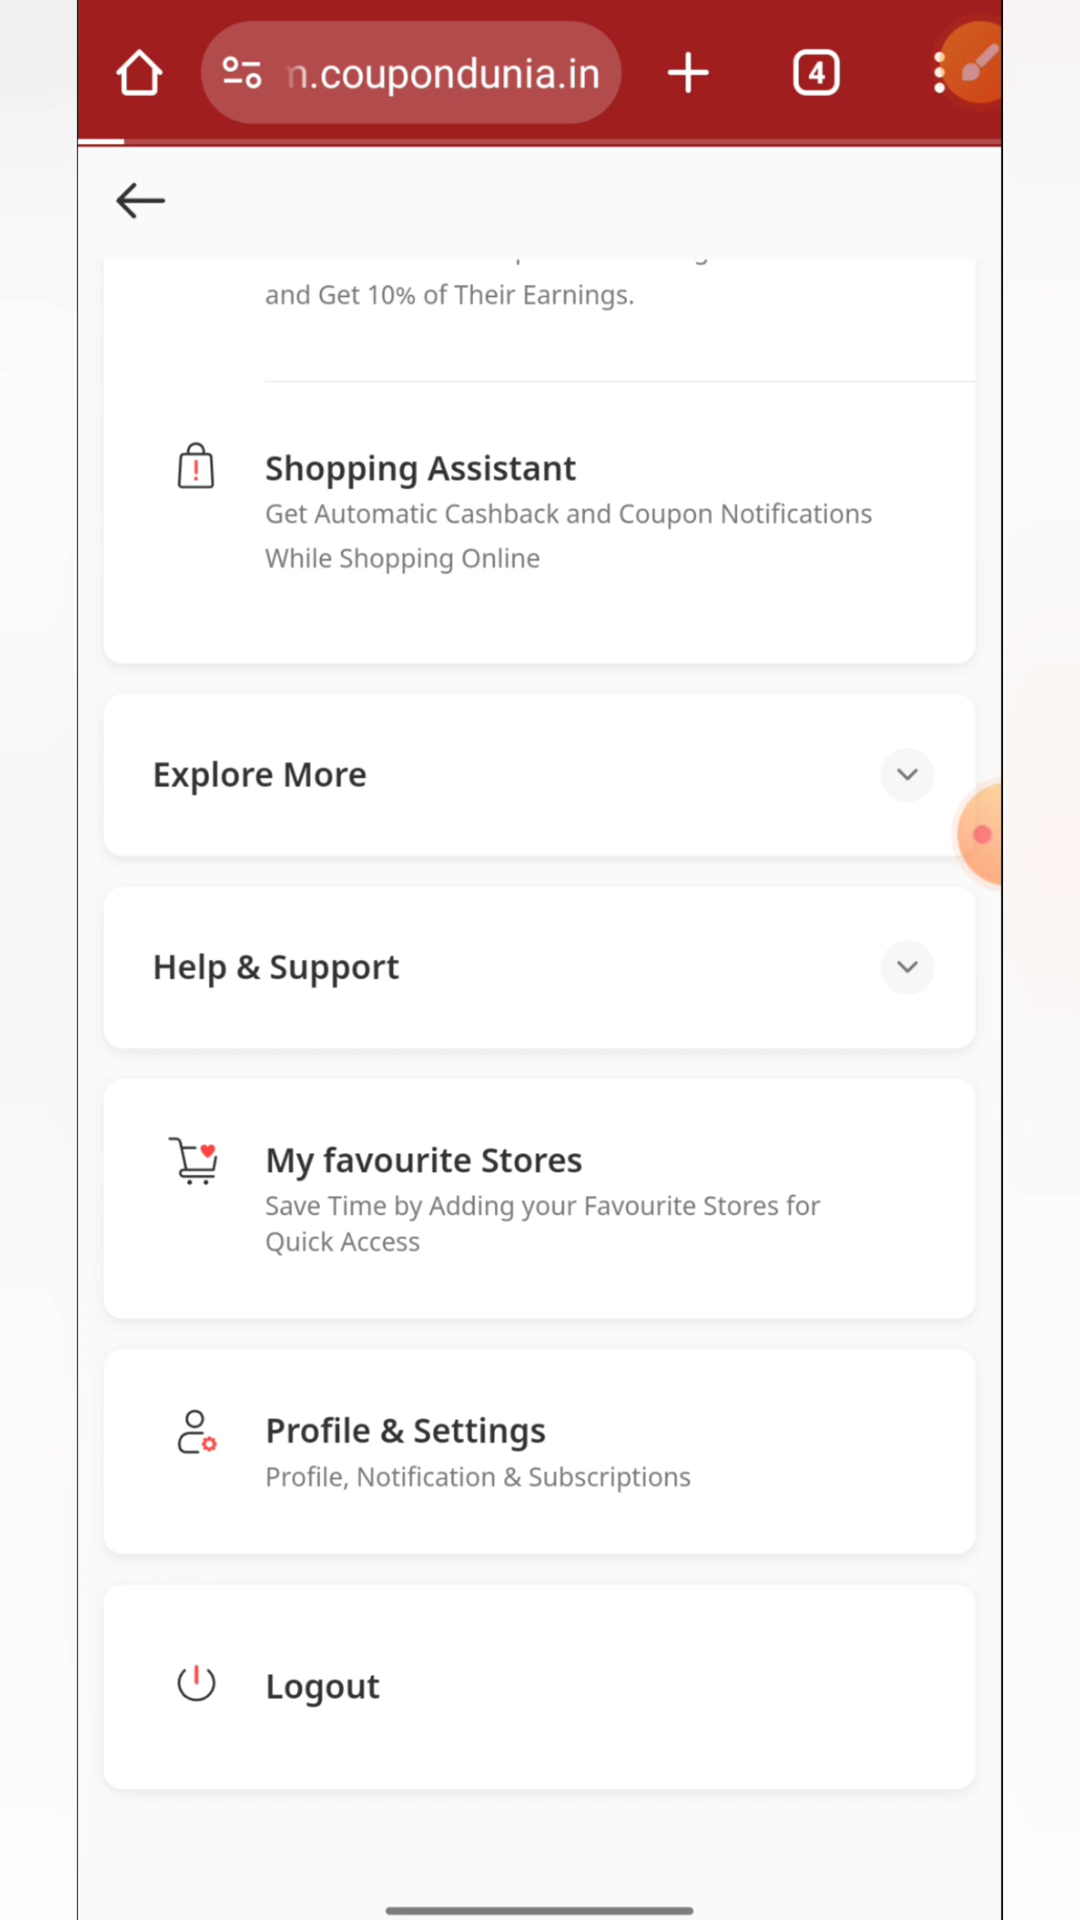 n.coupondunia.in
4
and Get 10% of Their Earnings.
Shopping Assistant
Get Automatic Cashback and Coupon Notifications
While Shopping Online
Explore More
Help & Support
My favourite Stores
Save Time by Adding your Favourite Stores for
Quick Access
Profile & Settings
Profile, Notification & Subscriptions
Logout